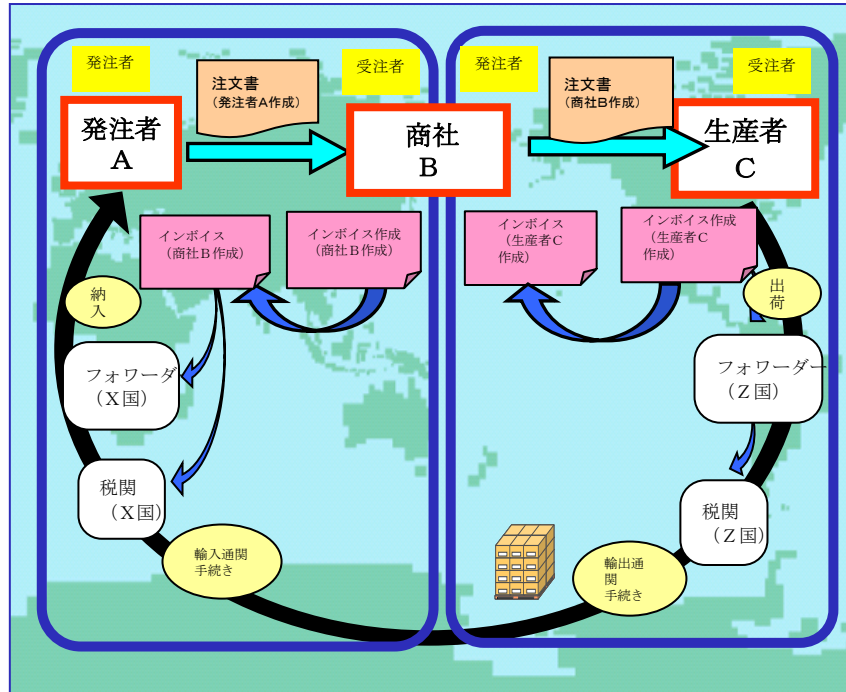 発注者
受注者
発注者
受注者
注文書
(発注者A作成)
注文書
(商社B作成)
発注者
A
商社
B
生産者
C
インボイス
(商社B作成)
インボイス作成
(商社B作成)
インボイス
(生産者C
作成)
インボイス作成
(生産者C
作成)
納
入
出
荷
フォワーダ
(X国)
フォワーダー
(Z国)
税関
(X国)
税関
(Z国)
輸入通関
手続き
輸出通
関
手続き